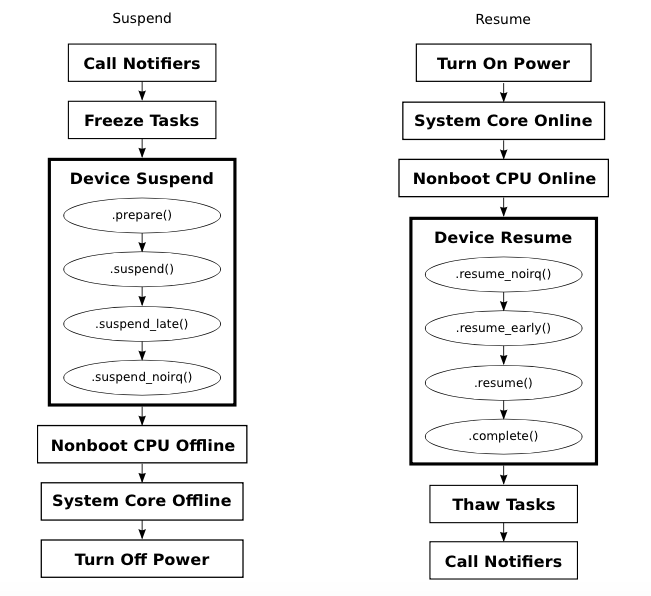 Suspend
Call Notifiers
Freeze Tasks
Device Suspend
.prepare()
.suspend()
.suspend_late()
.suspend_noirq()
Nonboot CPU Offline
System Core Offline
Turn Off Power
Resume
Turn On Power
System Core Online
Nonboot CPU Online
Device Resume
.resume_noirq()
.resume_early()
.resume()
.complete()
Thaw Tasks
Call Notifiers